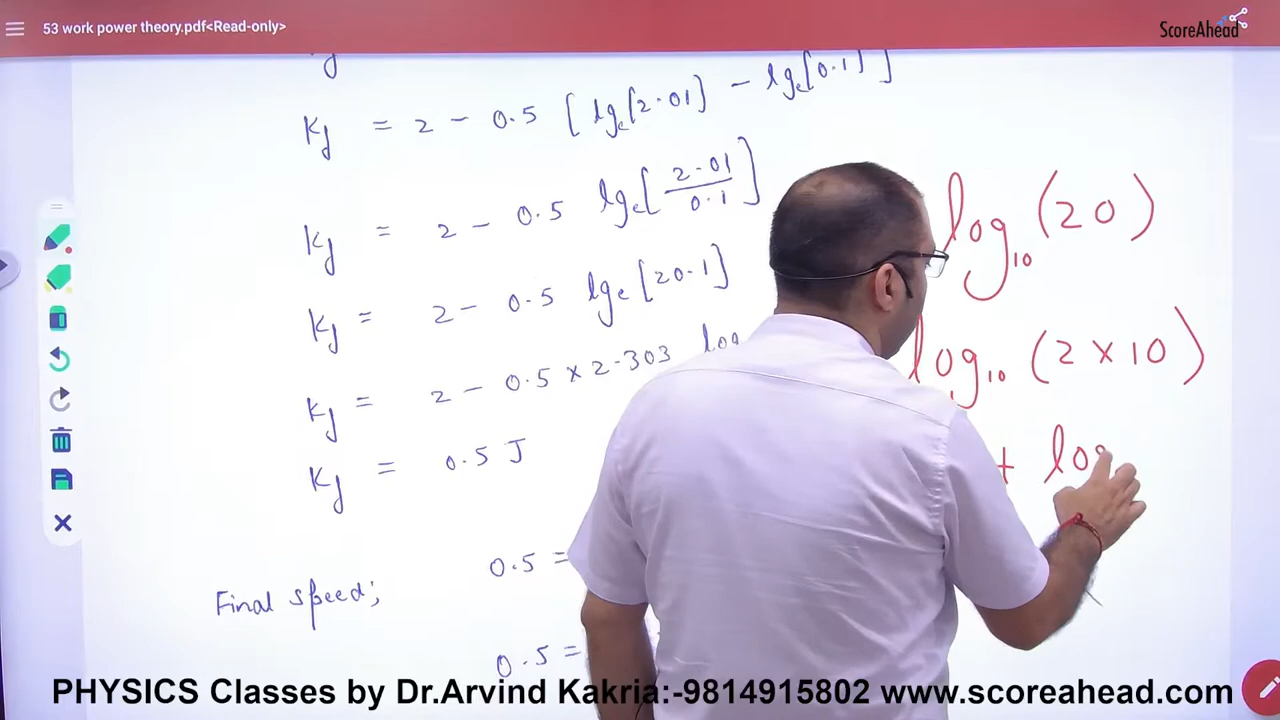 53 work power theory.pdf<Read-only>
ScoreAhead
Kf = 2 - 0.5 [ lge[2.01] - lge[0.1] ]
Kf = 2 - 0.5 lge[ 2.01 / 0.1 ]
Kf = 2 - 0.5 lge [20.1]
Kf = 2 - 0.5 × 2.303 log
Kf = 0.5 J
0.5 =
Final speed;
0.5 =
log10 (20)
log10 (2 × 10)
+ log
PHYSICS Classes by Dr.Arvind Kakria:-9814915802 www.scoreahead.com